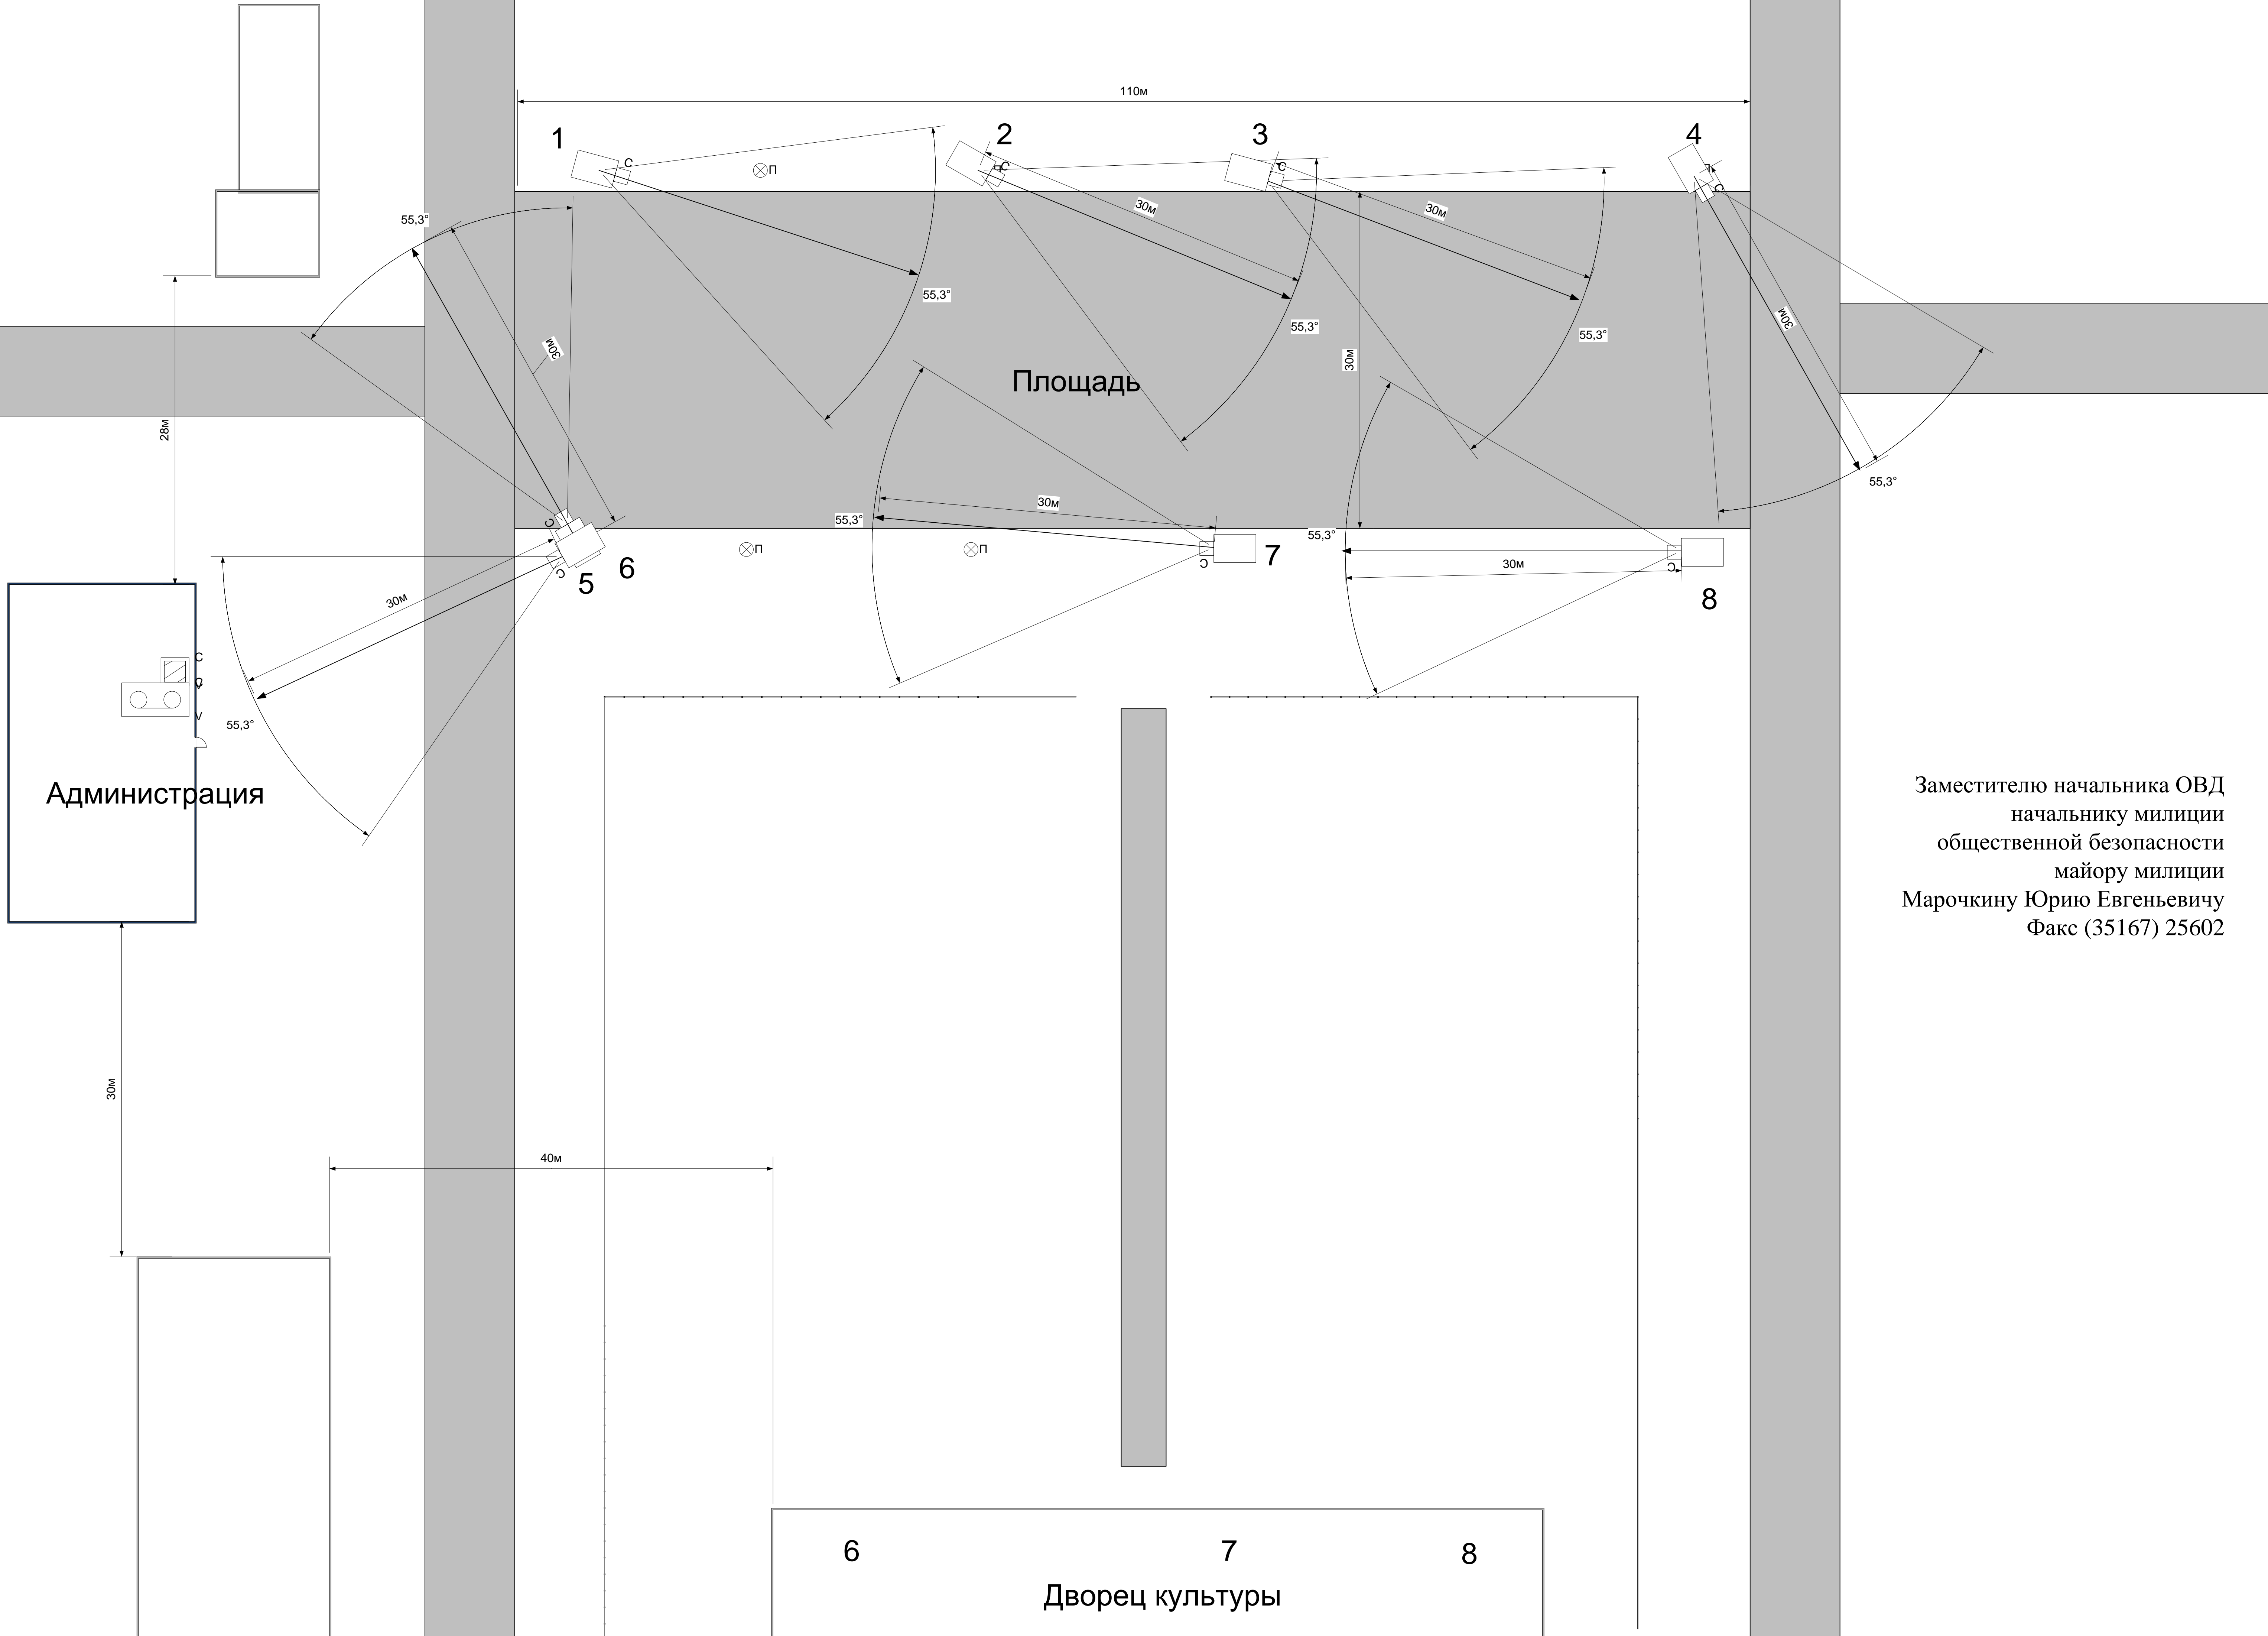 110м
1
2
3
4
С
П
С
П
С
С
Г
55,3°
30м
30м
55,3°
30м
55,3°
55,3°
30м
30м
Площадь
28м
55,3°
30м
55,3°
55,3°
С
П
П
С
7
30м
С
8
С
5
6
30м
С
С
V
V
55,3°
Администрация
Заместителю начальника ОВД
начальнику милиции
общественной безопасности
майору милиции
Марочкину Юрию Евгеньевичу
Факс (35167) 25602
30м
40м
6
7
8
Дворец культуры